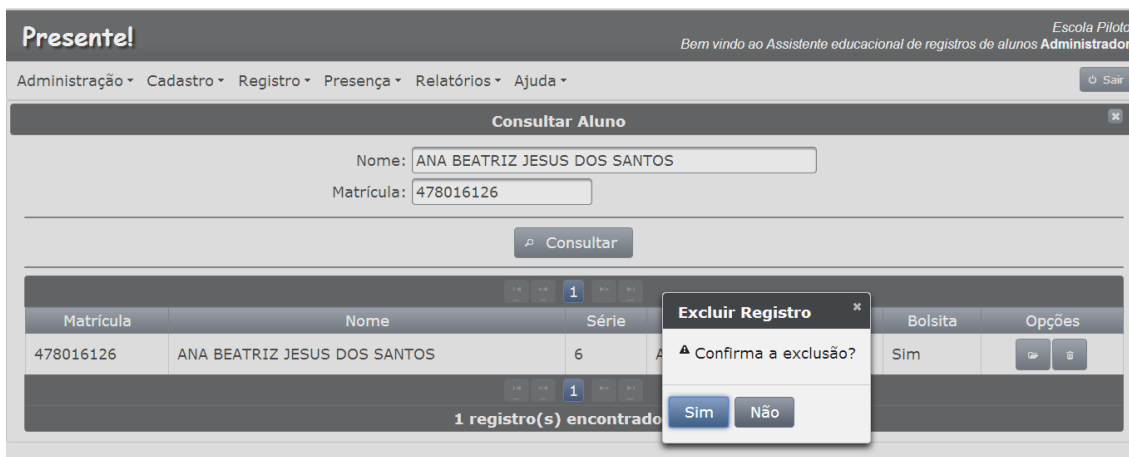 Presente!
Escola Piloto
Bem vindo ao Assistente educacional de registros de alunos Administrador
Administração Cadastro Registro Presença Relatórios Ajuda
Sair
Consultar Aluno
Nome: ANA BEATRIZ JESUS DOS SANTOS
Matrícula: 478016126
Consultar
1
Matrícula Nome Série Bolsita Opções
478016126 ANA BEATRIZ JESUS DOS SANTOS 6 Sim
1
1 registro(s) encontrado
Excluir Registro
Confirma a exclusão?
Sim Não